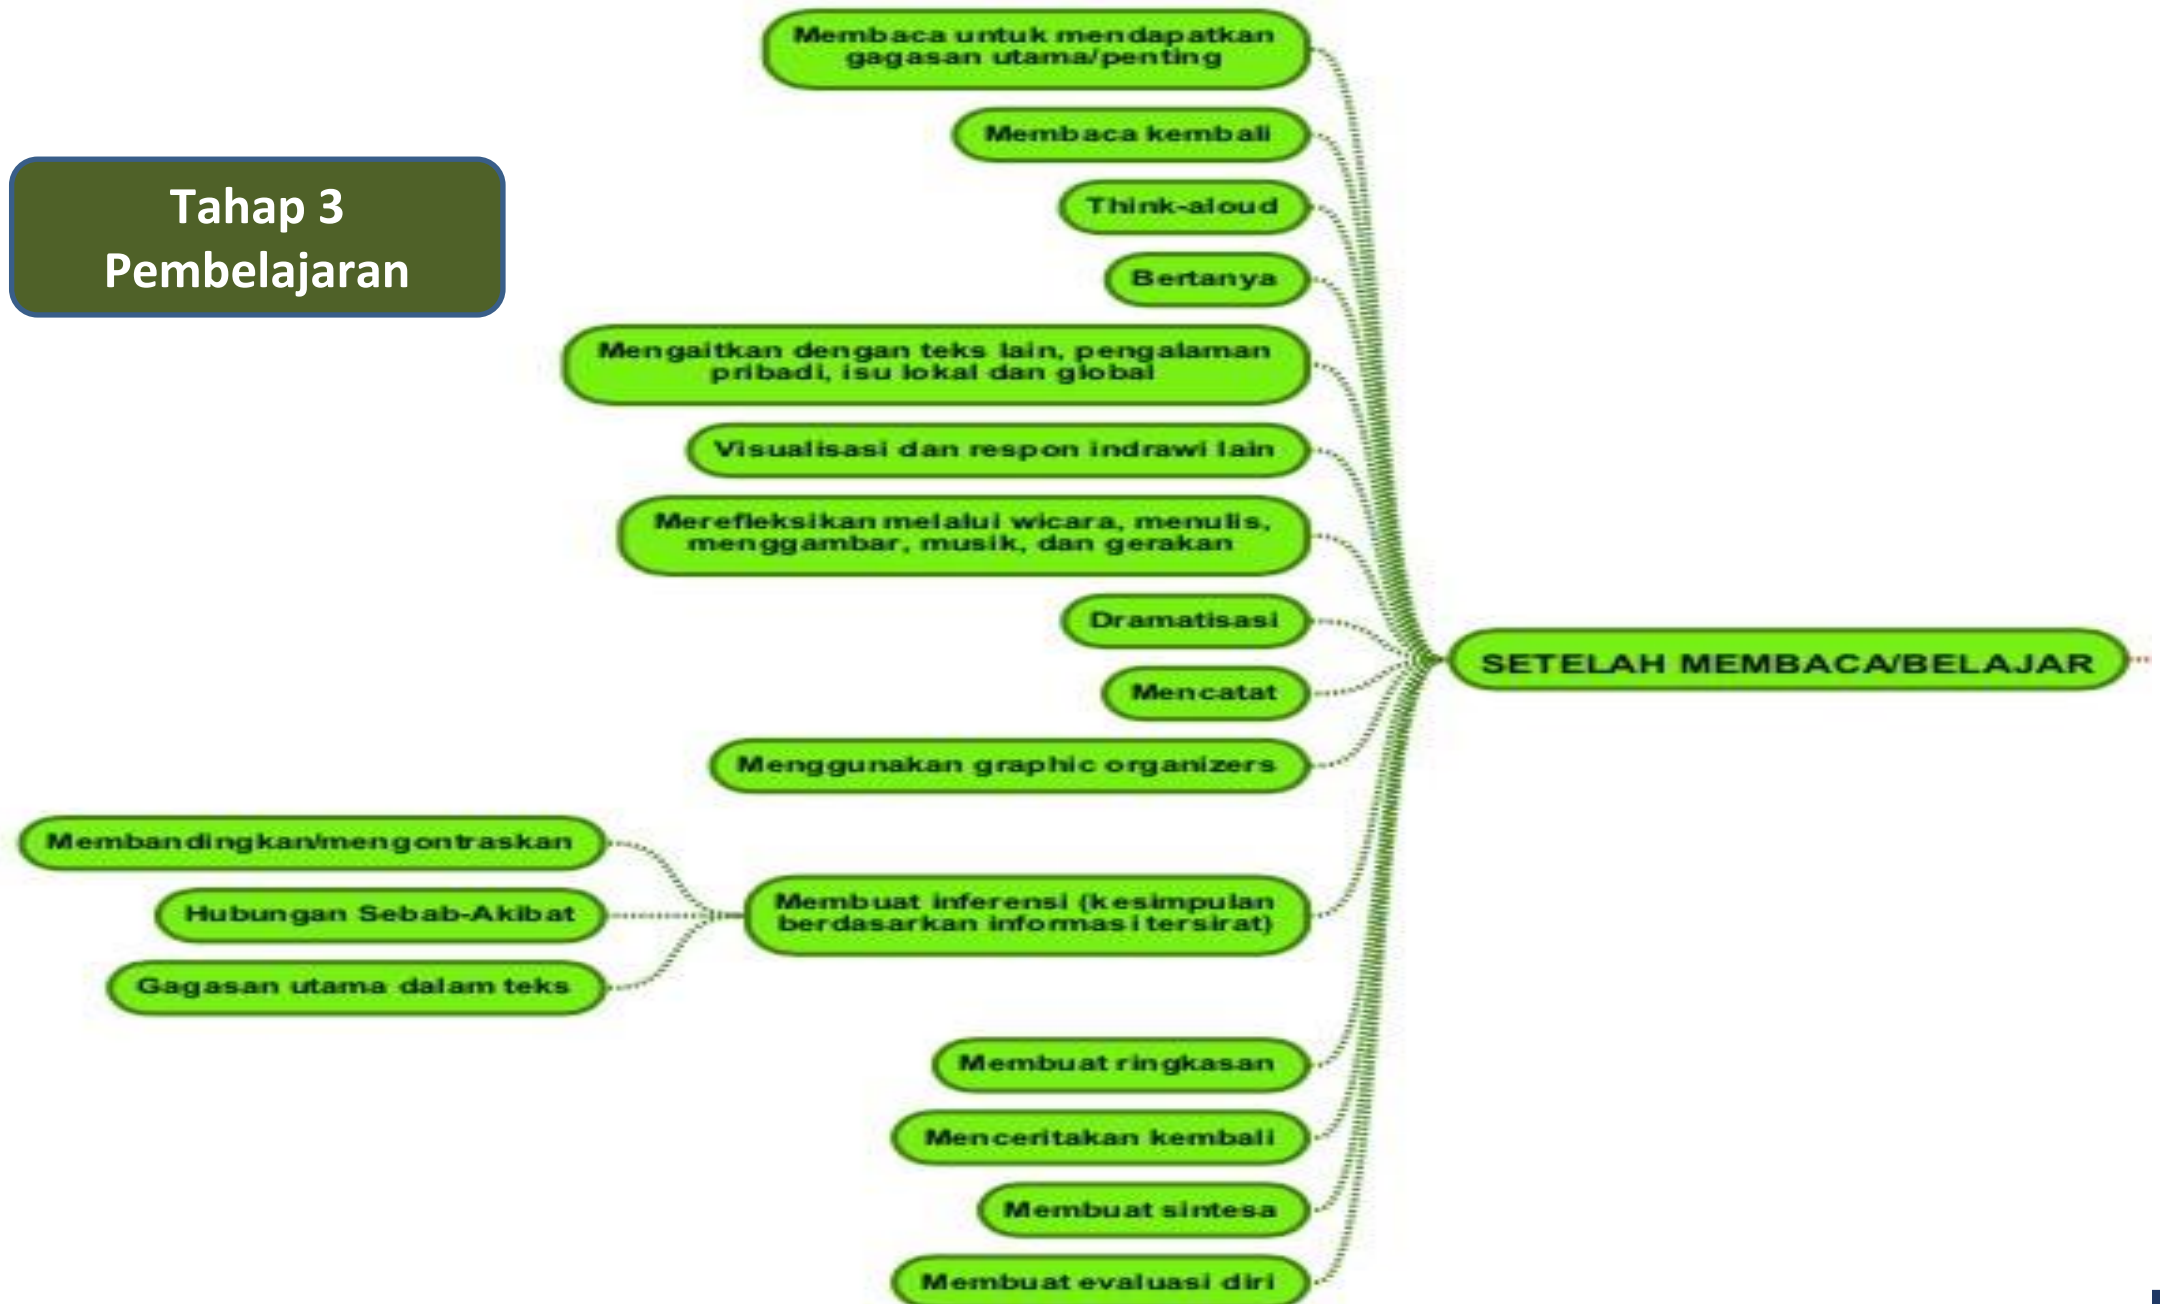 Tahap 3
Pembelajaran
Membaca untuk mendapatkan
gagasan utama/penting
Membaca kembali
Think-aloud
Bertanya
Mengaitkan dengan teks lain, pengalaman
pribadi, isu lokal dan global
Visualisasi dan respon indrawi lain
Merefleksikan melalui wicara, menulis,
menggambar, musik, dan gerakan
Dramatisasi
Mencatat
Menggunakan graphic organizers
Membuat inferensi (kesimpulan
berdasarkan informasi tersirat)
Membandingkan/mengontraskan
Hubungan Sebab-Akibat
Gagasan utama dalam teks
Membuat ringkasan
Menceritakan kembali
Membuat sintesa
Membuat evaluasi diri
SETELAH MEMBACA/BELAJAR